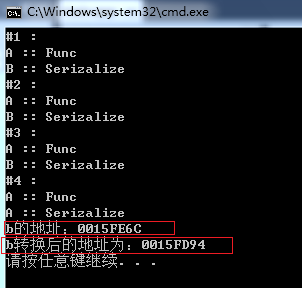 C:\Windows\system32\cmd.exe
#1 :
A :: Func
B :: Serizalize
#2 :
A :: Func
B :: Serizalize
#3 :
A :: Func
B :: Serizalize
#4 :
A :: Func
A :: Serizalize
b的地址：0015FE6C
b转换后的地址为：0015FD94
请按任意键继续. . .